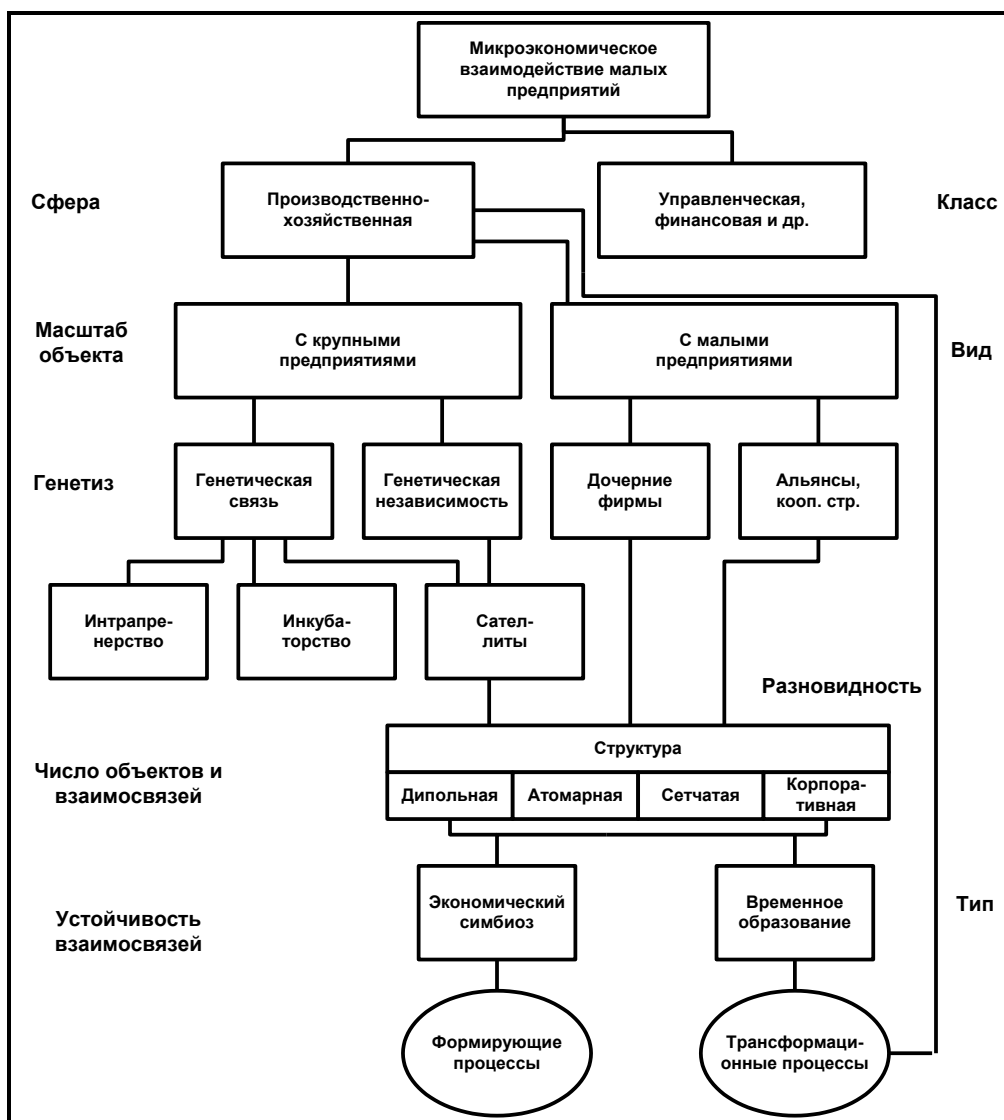 Микроэкономическое
взаимодействие малых
предприятий
Сфера
Производственно-
хозяйственная
Управленческая,
финансовая и др.
Класс
Масштаб
объекта
С крупными
предприятиями
С малыми
предприятиями
Вид
Генетиз
Генетическая
связь
Генетическая
независимость
Дочерние
фирмы
Альянсы,
кооп. стр.
Интрапре-
нерство
Инкуба-
торство
Сател-
литы
Разновидность
Число объектов и
взаимосвязей
Структура
Дипольная
Атомарная
Сетчатая
Корпора-
тивная
Устойчивость
взаимосвязей
Экономический
симбиоз
Временное
образование
Тип
Формирующие
процессы
Трансформаци-
онные процессы